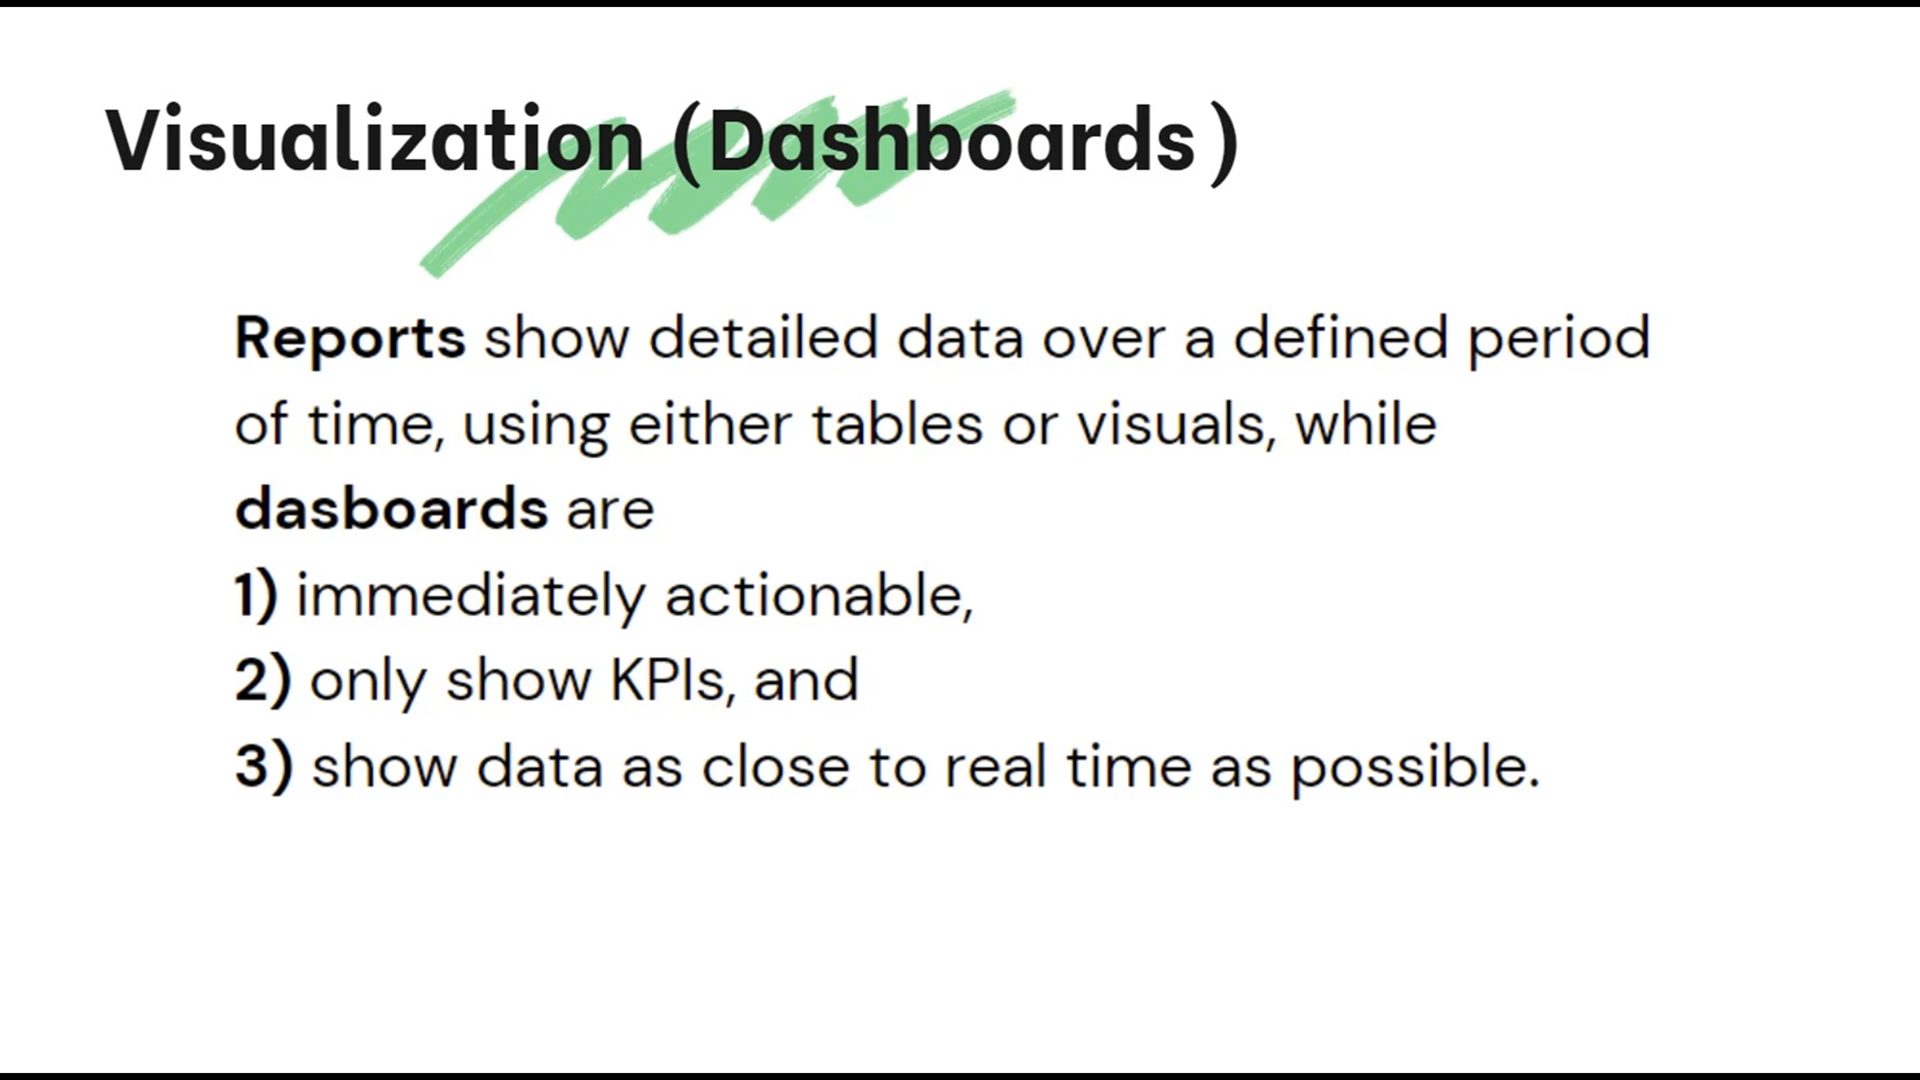 Visualization (Dashboards)
Reports show detailed data over a defined period
of time, using either tables or visuals, while
dasboards are
1) immediately actionable,
2) only show KPIs, and
3) show data as close to real time as possible.